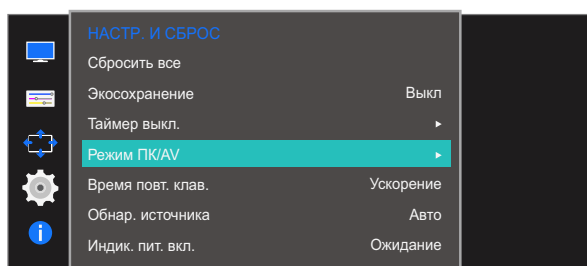 НАСТР. И СБРОС
Сбросить все
Экосохранение Выкл
Таймер выкл.
Режим ПК/AV
Время повт. клав. Ускорение
Обнар. источника Авто
Индик. пит. вкл. Ожидание